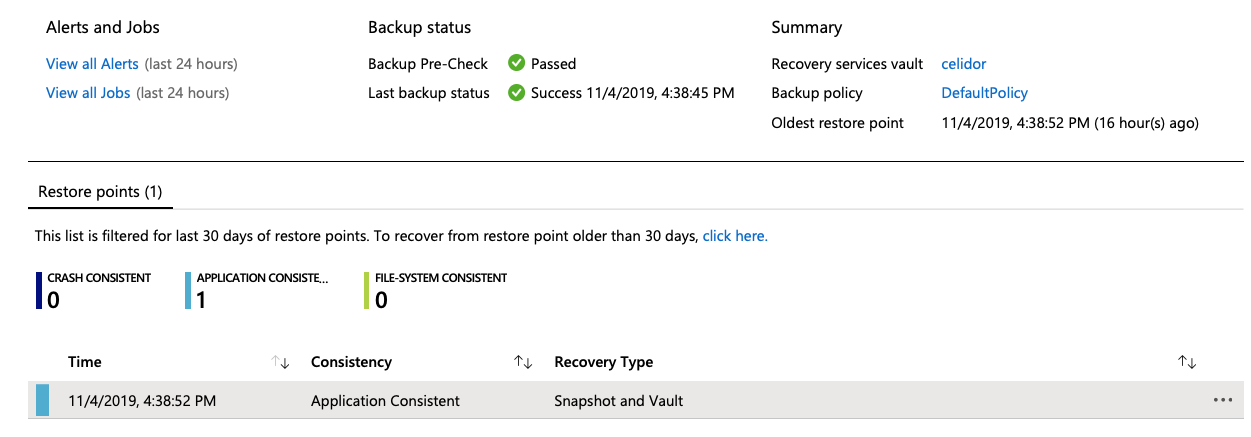 Alerts and Jobs
View all Alerts (last 24 hours)
View all Jobs (last 24 hours)
Backup status
Backup Pre-Check Passed
Last backup status Success 11/4/2019, 4:38:45 PM
Summary
Recovery services vault celidor
Backup policy DefaultPolicy
Oldest restore point 11/4/2019, 4:38:52 PM (16 hour(s) ago)
Restore points (1)
This list is filtered for last 30 days of restore points. To recover from restore point older than 30 days, click here.
CRASH CONSISTENT
0
APPLICATION CONSISTE...
1
FILE-SYSTEM CONSISTENT
0
Time Consistency Recovery Type
11/4/2019, 4:38:52 PM Application Consistent Snapshot and Vault